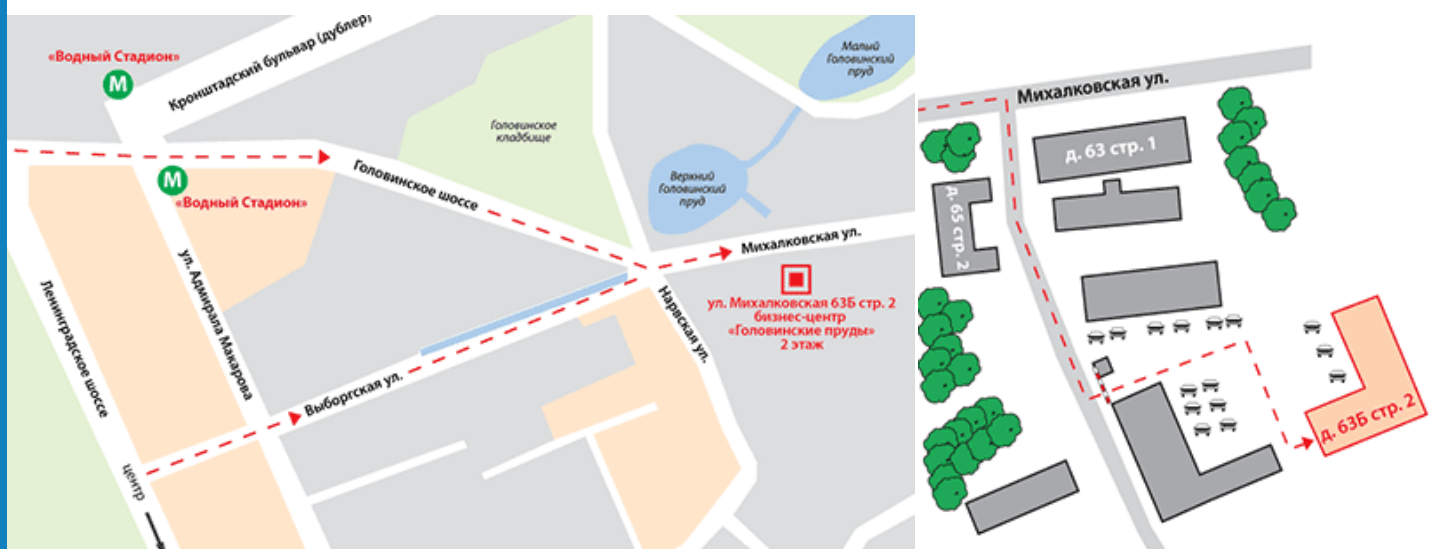 «Водный Стадион»
М
Кронштадский бульвар (дублер)
Малый
Головинский
пруд
Головинское
кладбище
Головинское шоссе
М
«Водный Стадион»
Верхний
Головинский
пруд
Михалковская ул.
ул. Михалковская 63Б стр. 2
бизнес-центр
«Головинские пруды»
2 этаж
Ленинградское шоссе
ул. Адмирала Макарова
Нарвская ул.
Выборгская ул.
центр
Михалковская ул.
д. 63 стр. 1
д. 65 стр. 2
д. 63Б стр. 2